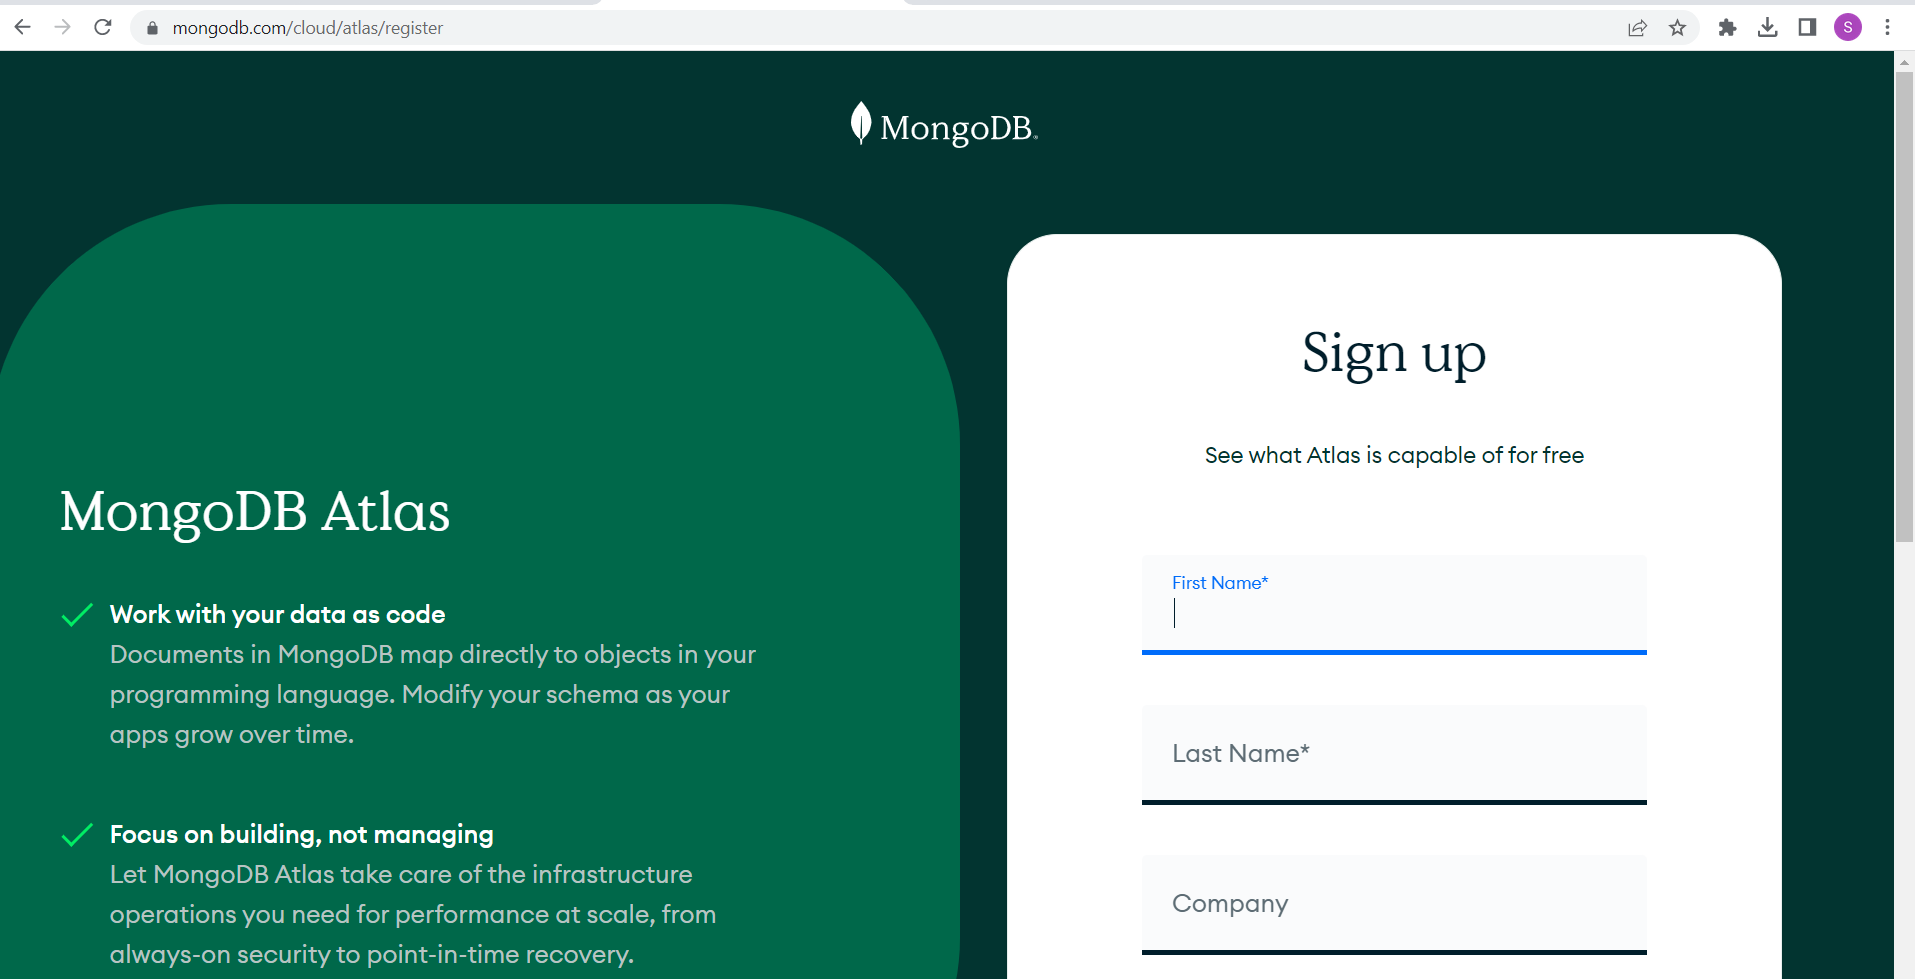 mongodb.com/cloud/atlas/register
S
MongoDB
MongoDB Atlas
Work with your data as code
Documents in MongoDB map directly to objects in your
programming language. Modify your schema as your
apps grow over time.
Focus on building, not managing
Let MongoDB Atlas take care of the infrastructure
operations you need for performance at scale, from
always-on security to point-in-time recovery.
Sign up
See what Atlas is capable of for free
First Name*
Last Name*
Company